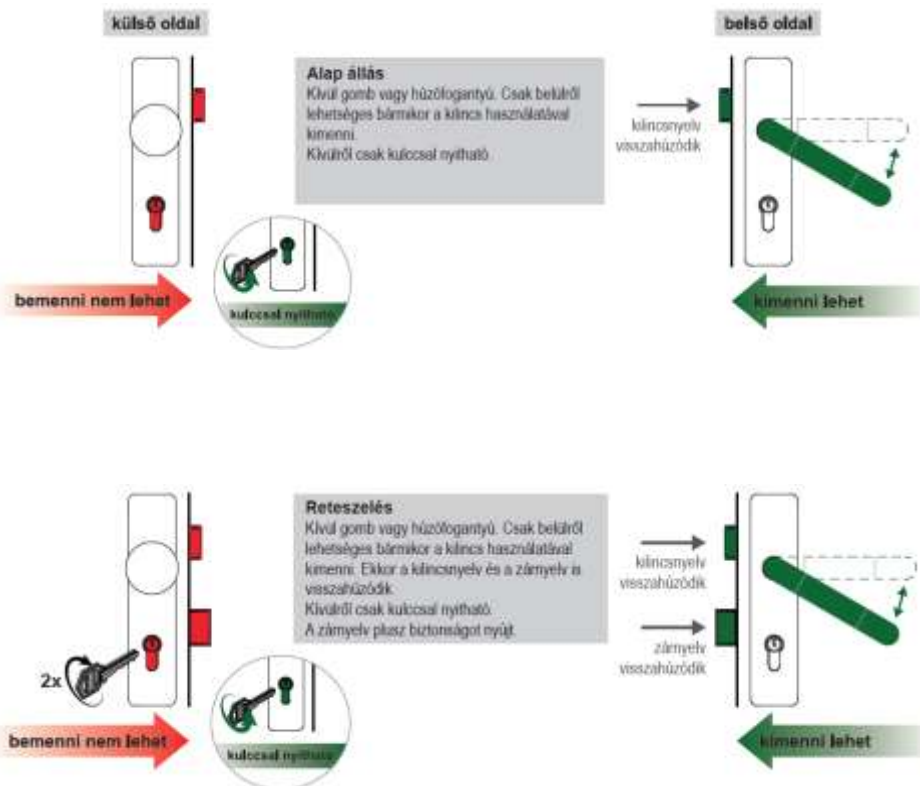 külső oldal
belső oldal
Alap állás
Kívül gomb vagy húzófogantyú. Csak belülről
lehetséges bármikor a kilincs használatával
kimenni.
Kívülről csak kulccsal nyitható.
kilincsnyelv
visszahúzódik
bemenni nem lehet
kulccsal nyitható
kimenni lehet
Reteszelés
Kívül gomb vagy húzófogantyú. Csak belülről
lehetséges bármikor a kilincs használatával
kimenni. Ekkor a kilincsnyelv és a zárnyelv is
visszahúzódik.
Kívülről csak kulccsal nyitható.
A zárnyelv plusz biztonságot nyújt.
kilincsnyelv
visszahúzódik
zárnyelv
visszahúzódik
2x
bemenni nem lehet
kulccsal nyitható
kimenni lehet